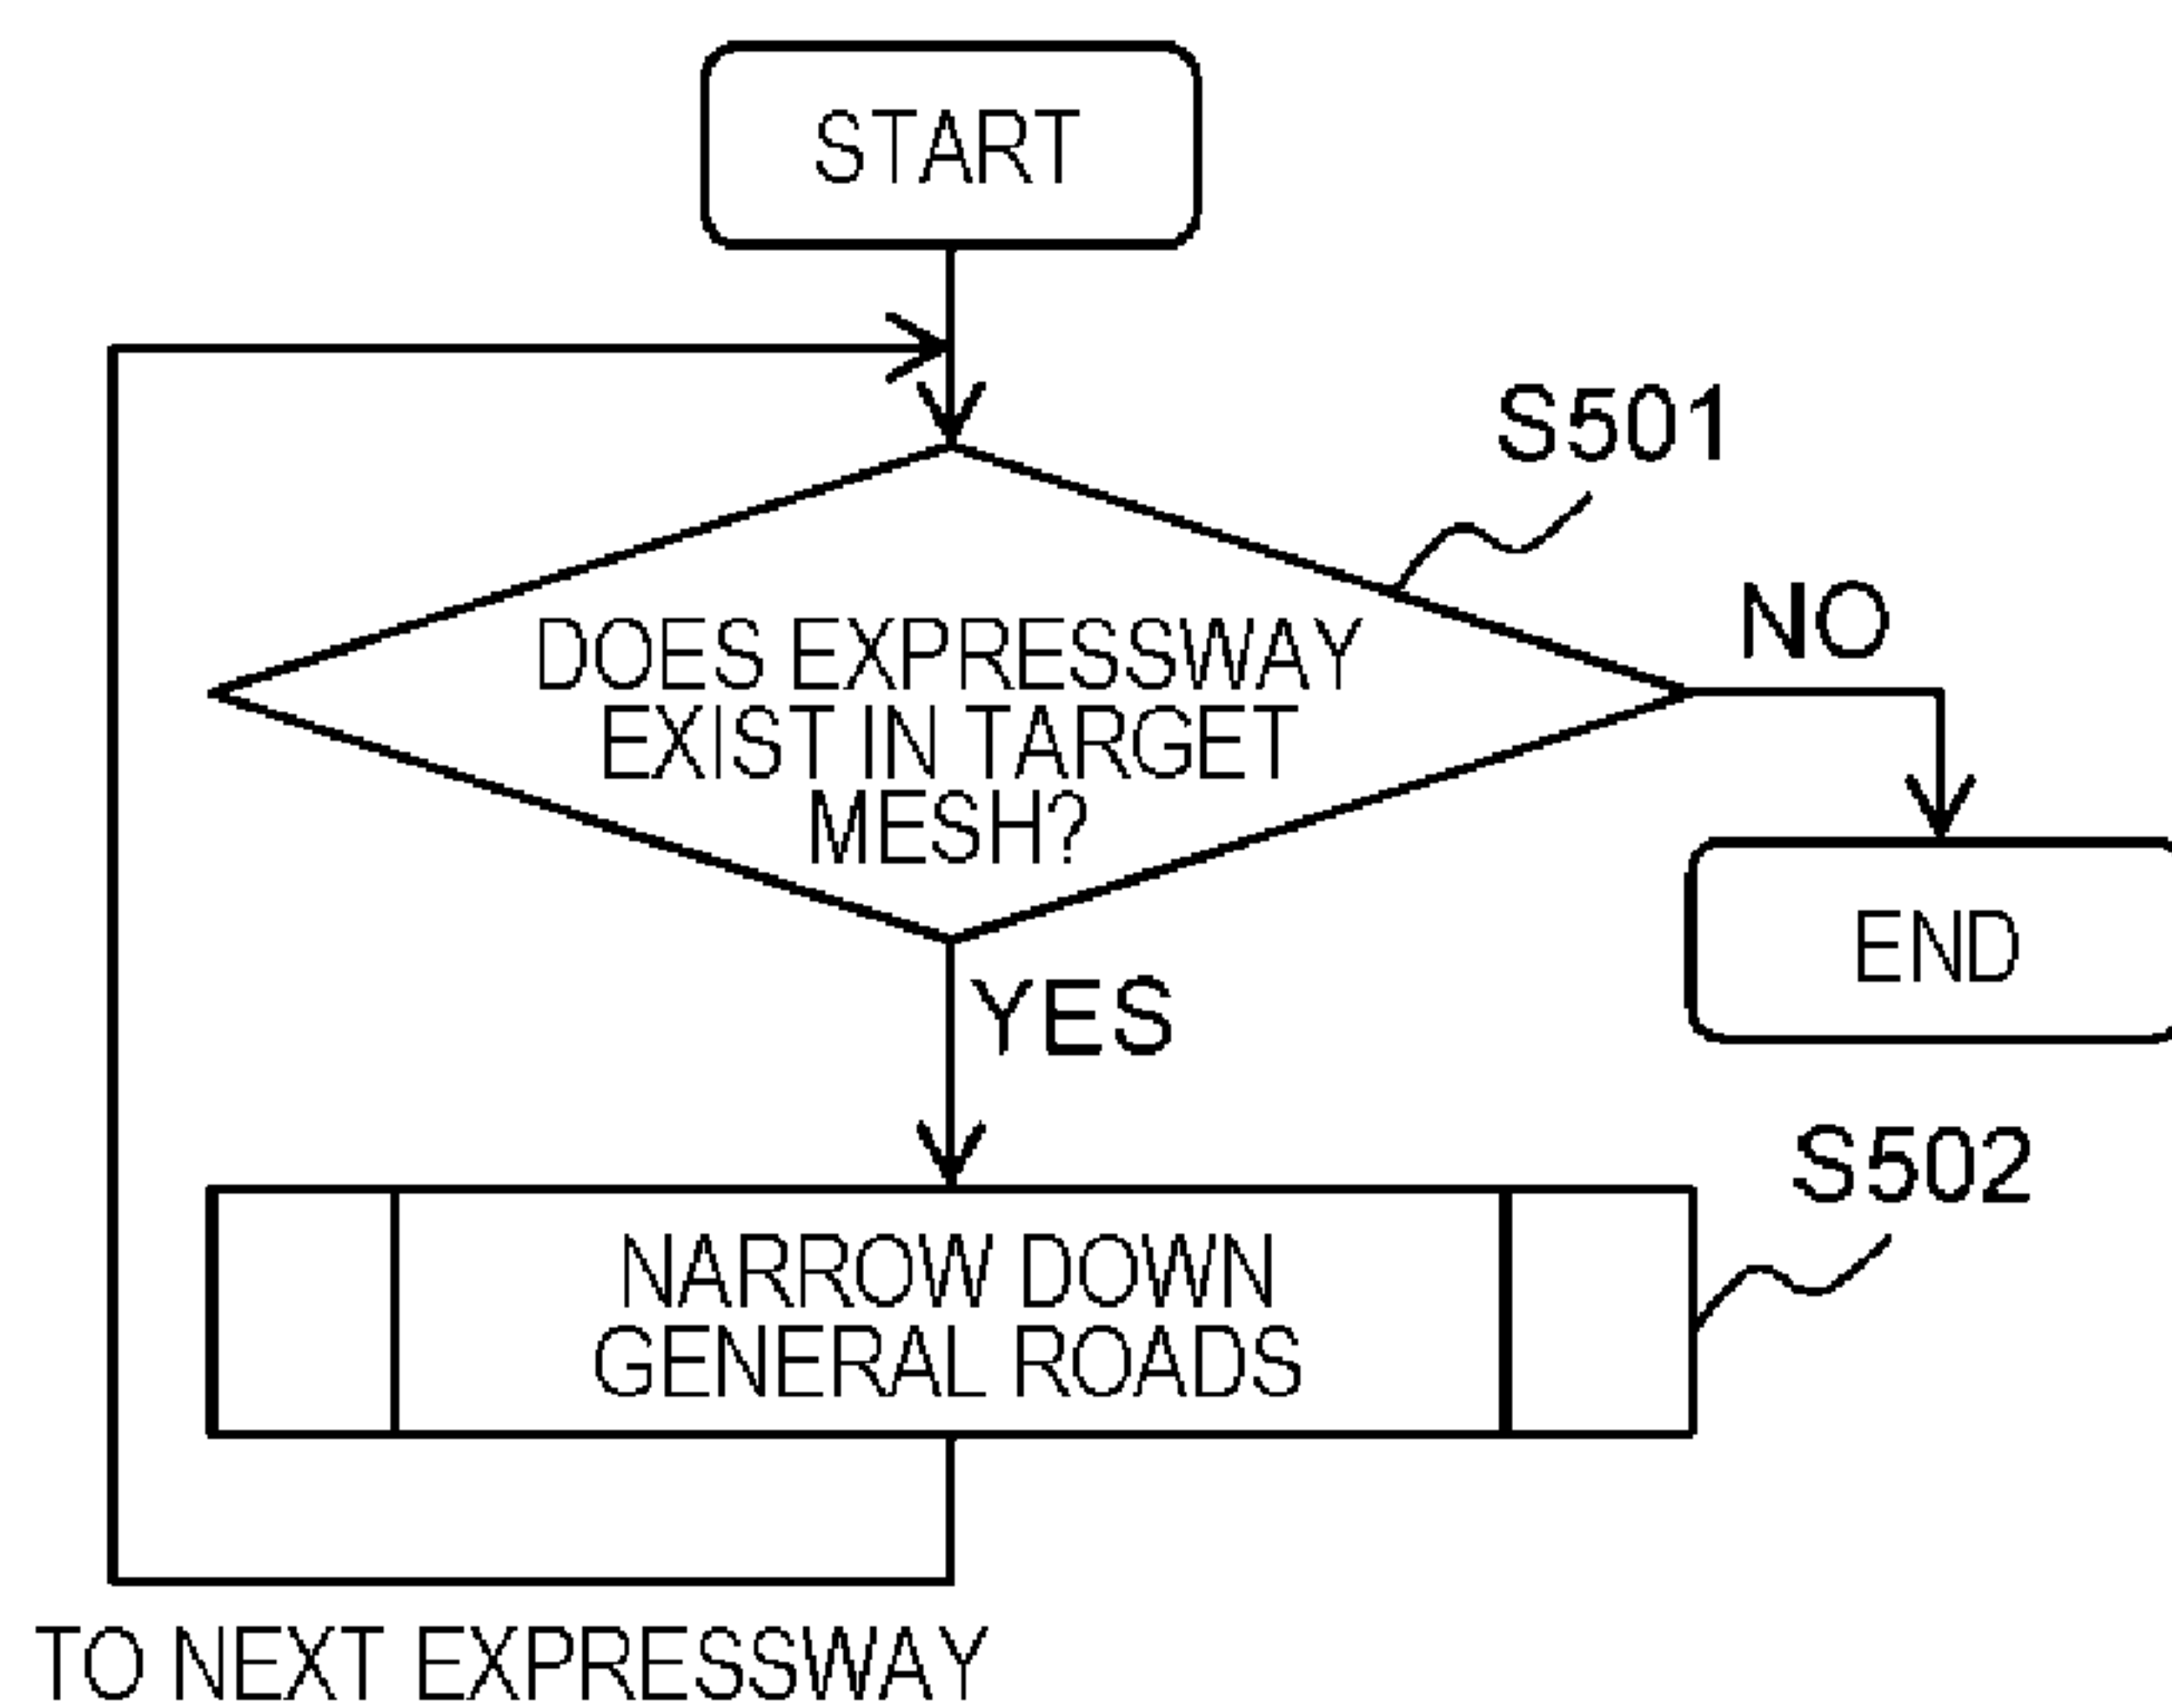 START
S501
NO
DOES EXPRESSWAY
EXIST IN TARGET
MESH?
END
YES
S502
NARROW DOWN
GENERAL ROADS
TO NEXT EXPRESSWAY